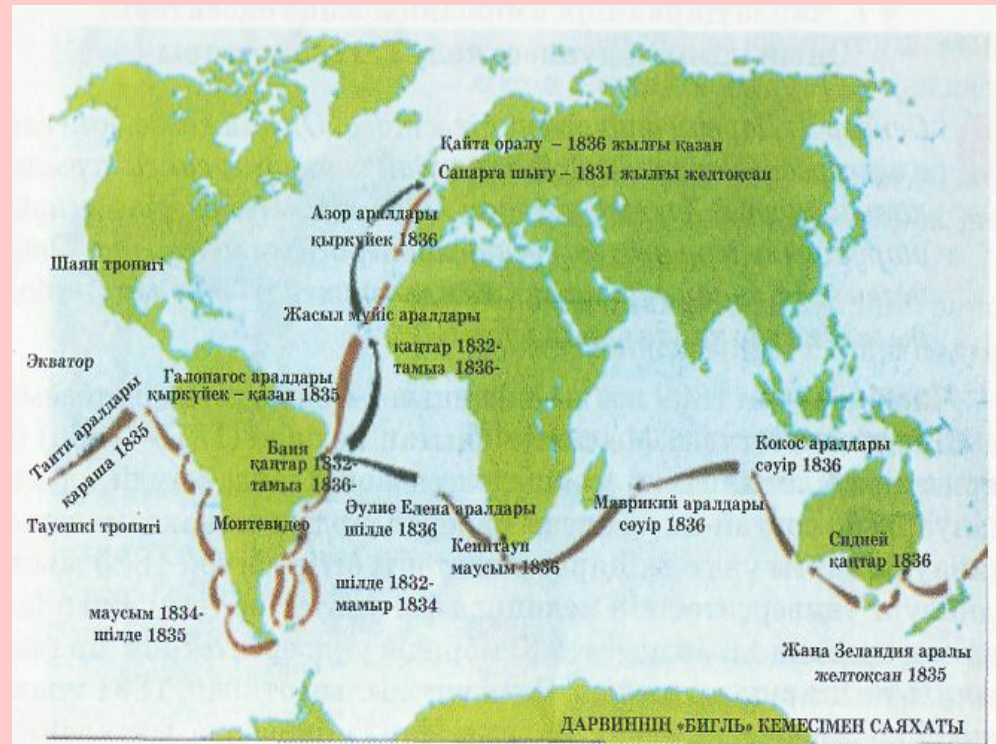 Қайта оралу – 1836 жылғы қазан
Сапарға шығу – 1831 жылғы желтоқсан
Азор аралдары
қыркүйек 1836
Шаян тропигі
Жасыл мүйіс аралдары
қаңтар 1832-
тамыз 1836-
Экватор
Галопагос аралдары
қыркүйек – қазан 1835
Таити аралдары
қараша 1835
Баия
қаңтар 1832-
тамыз 1836-
Кокос аралдары
сәуір 1836
Тауешкі тропигі
Монтевидео
Әулие Елена аралдары
шілде 1836
Маврикий аралдары
сәуір 1836
Кейптаун
маусым 1836
Сидней
қаңтар 1836
шілде 1832-
мамыр 1834
маусым 1834-
шілде 1835
Жаңа Зеландия аралы
желтоқсан 1835
ДАРВИННІҢ «БИГЛЬ» КЕМЕСІМЕН САЯХАТЫ